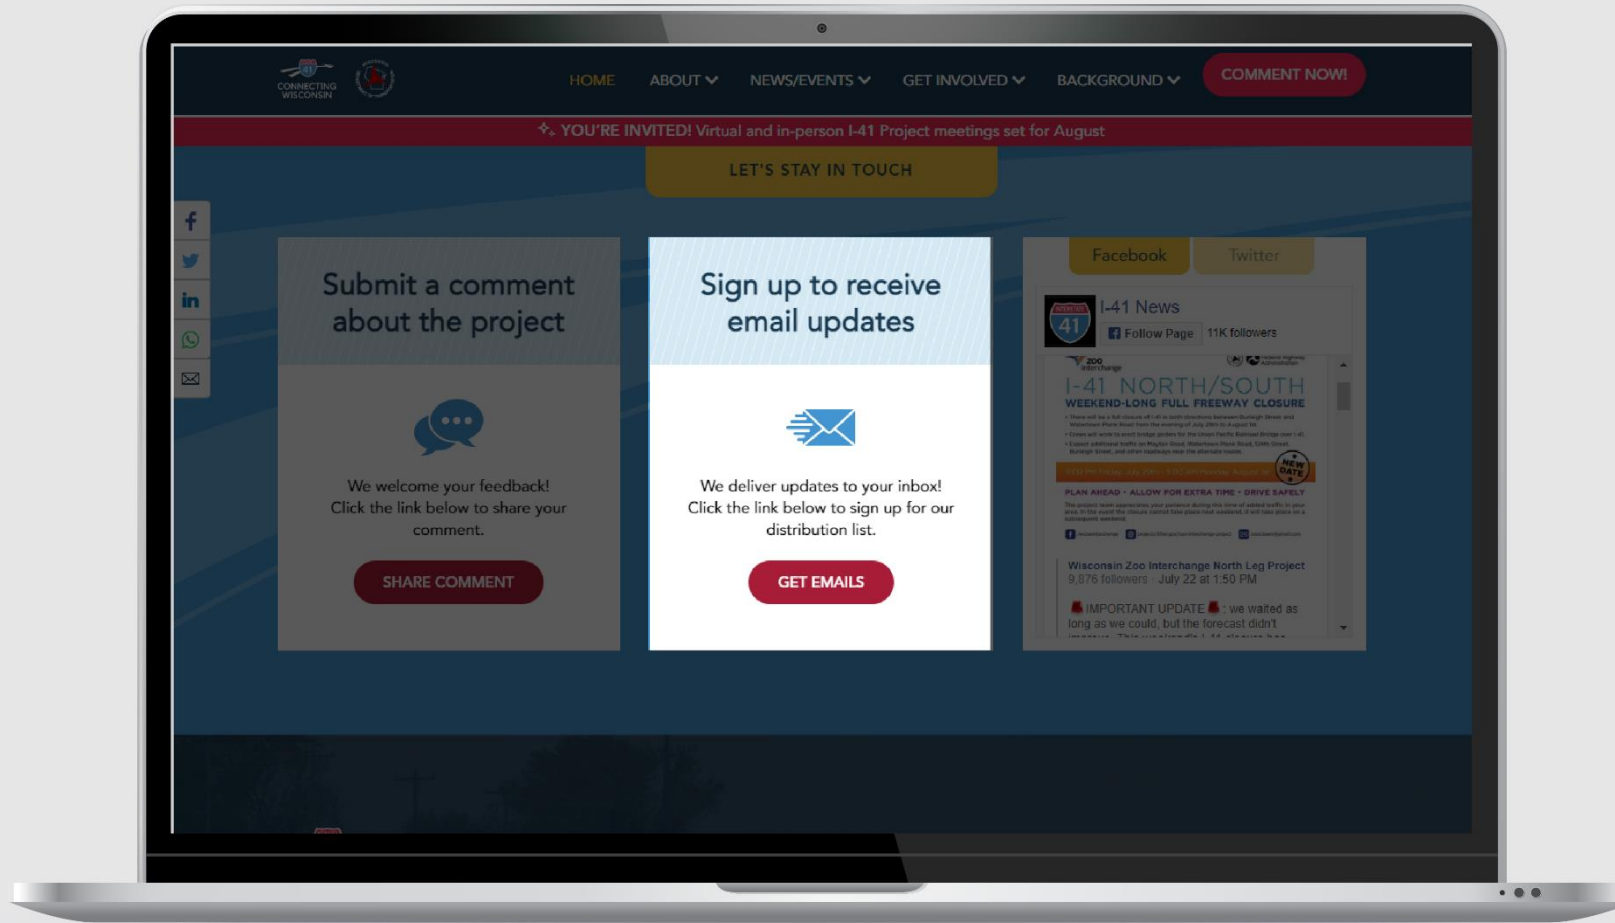 CONNECTING
WISCONSIN
HOME
ABOUT
NEWS/EVENTS
GET INVOLVED
BACKGROUND
COMMENT NOW!
YOU'RE INVITED! Virtual and in-person I-41 Project meetings set for August
LET'S STAY IN TOUCH
f
in
Submit a comment
about the project
We welcome your feedback!
Click the link below to share your
comment.
SHARE COMMENT
Sign up to receive
email updates
We deliver updates to your inbox!
Click the link below to sign up for our
distribution list.
GET EMAILS
Facebook
Twitter
INTERSTATE
41
I-41 News
Follow Page
11K followers
ZOO
interchange
I-41 NORTH/SOUTH
WEEKEND-LONG FULL FREEWAY CLOSURE
NEW
DATE
PLAN AHEAD • ALLOW FOR EXTRA TIME • DRIVE SAFELY
Wisconsin Zoo Interchange North Leg Project
9,876 followers · July 22 at 1:50 PM
IMPORTANT UPDATE : we waited as
long as we could, but the forecast didn't